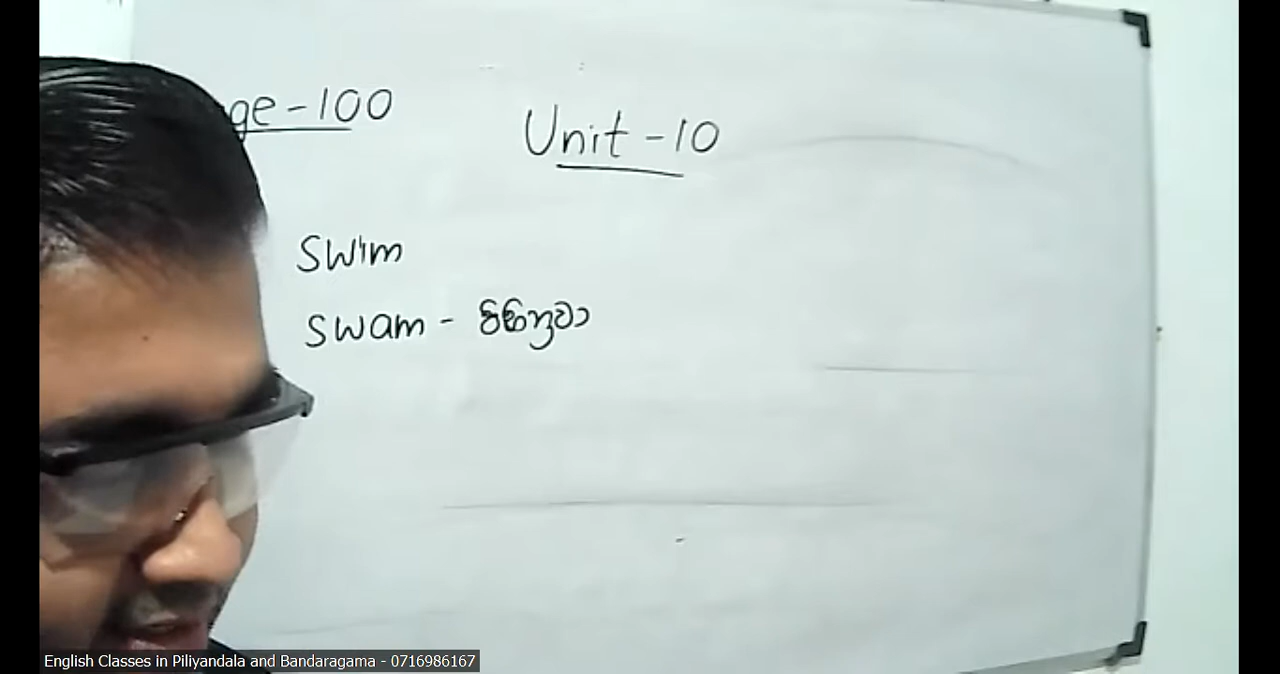 ge - 100
Unit - 10
swim
swam - පිහිනුවා
English Classes in Piliyandala and Bandaragama - 0716986167